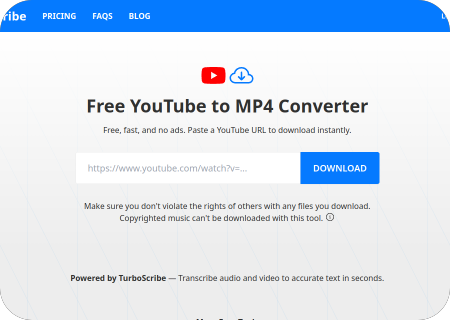 ribe PRICING FAQS BLOG
Free YouTube to MP4 Converter
Free, fast, and no ads. Paste a YouTube URL to download instantly.
https://www.youtube.com/watch?v=... DOWNLOAD
Make sure you don't violate the rights of others with any files you download.
Copyrighted music can't be downloaded with this tool.
Powered by TurboScribe — Transcribe audio and video to accurate text in seconds.